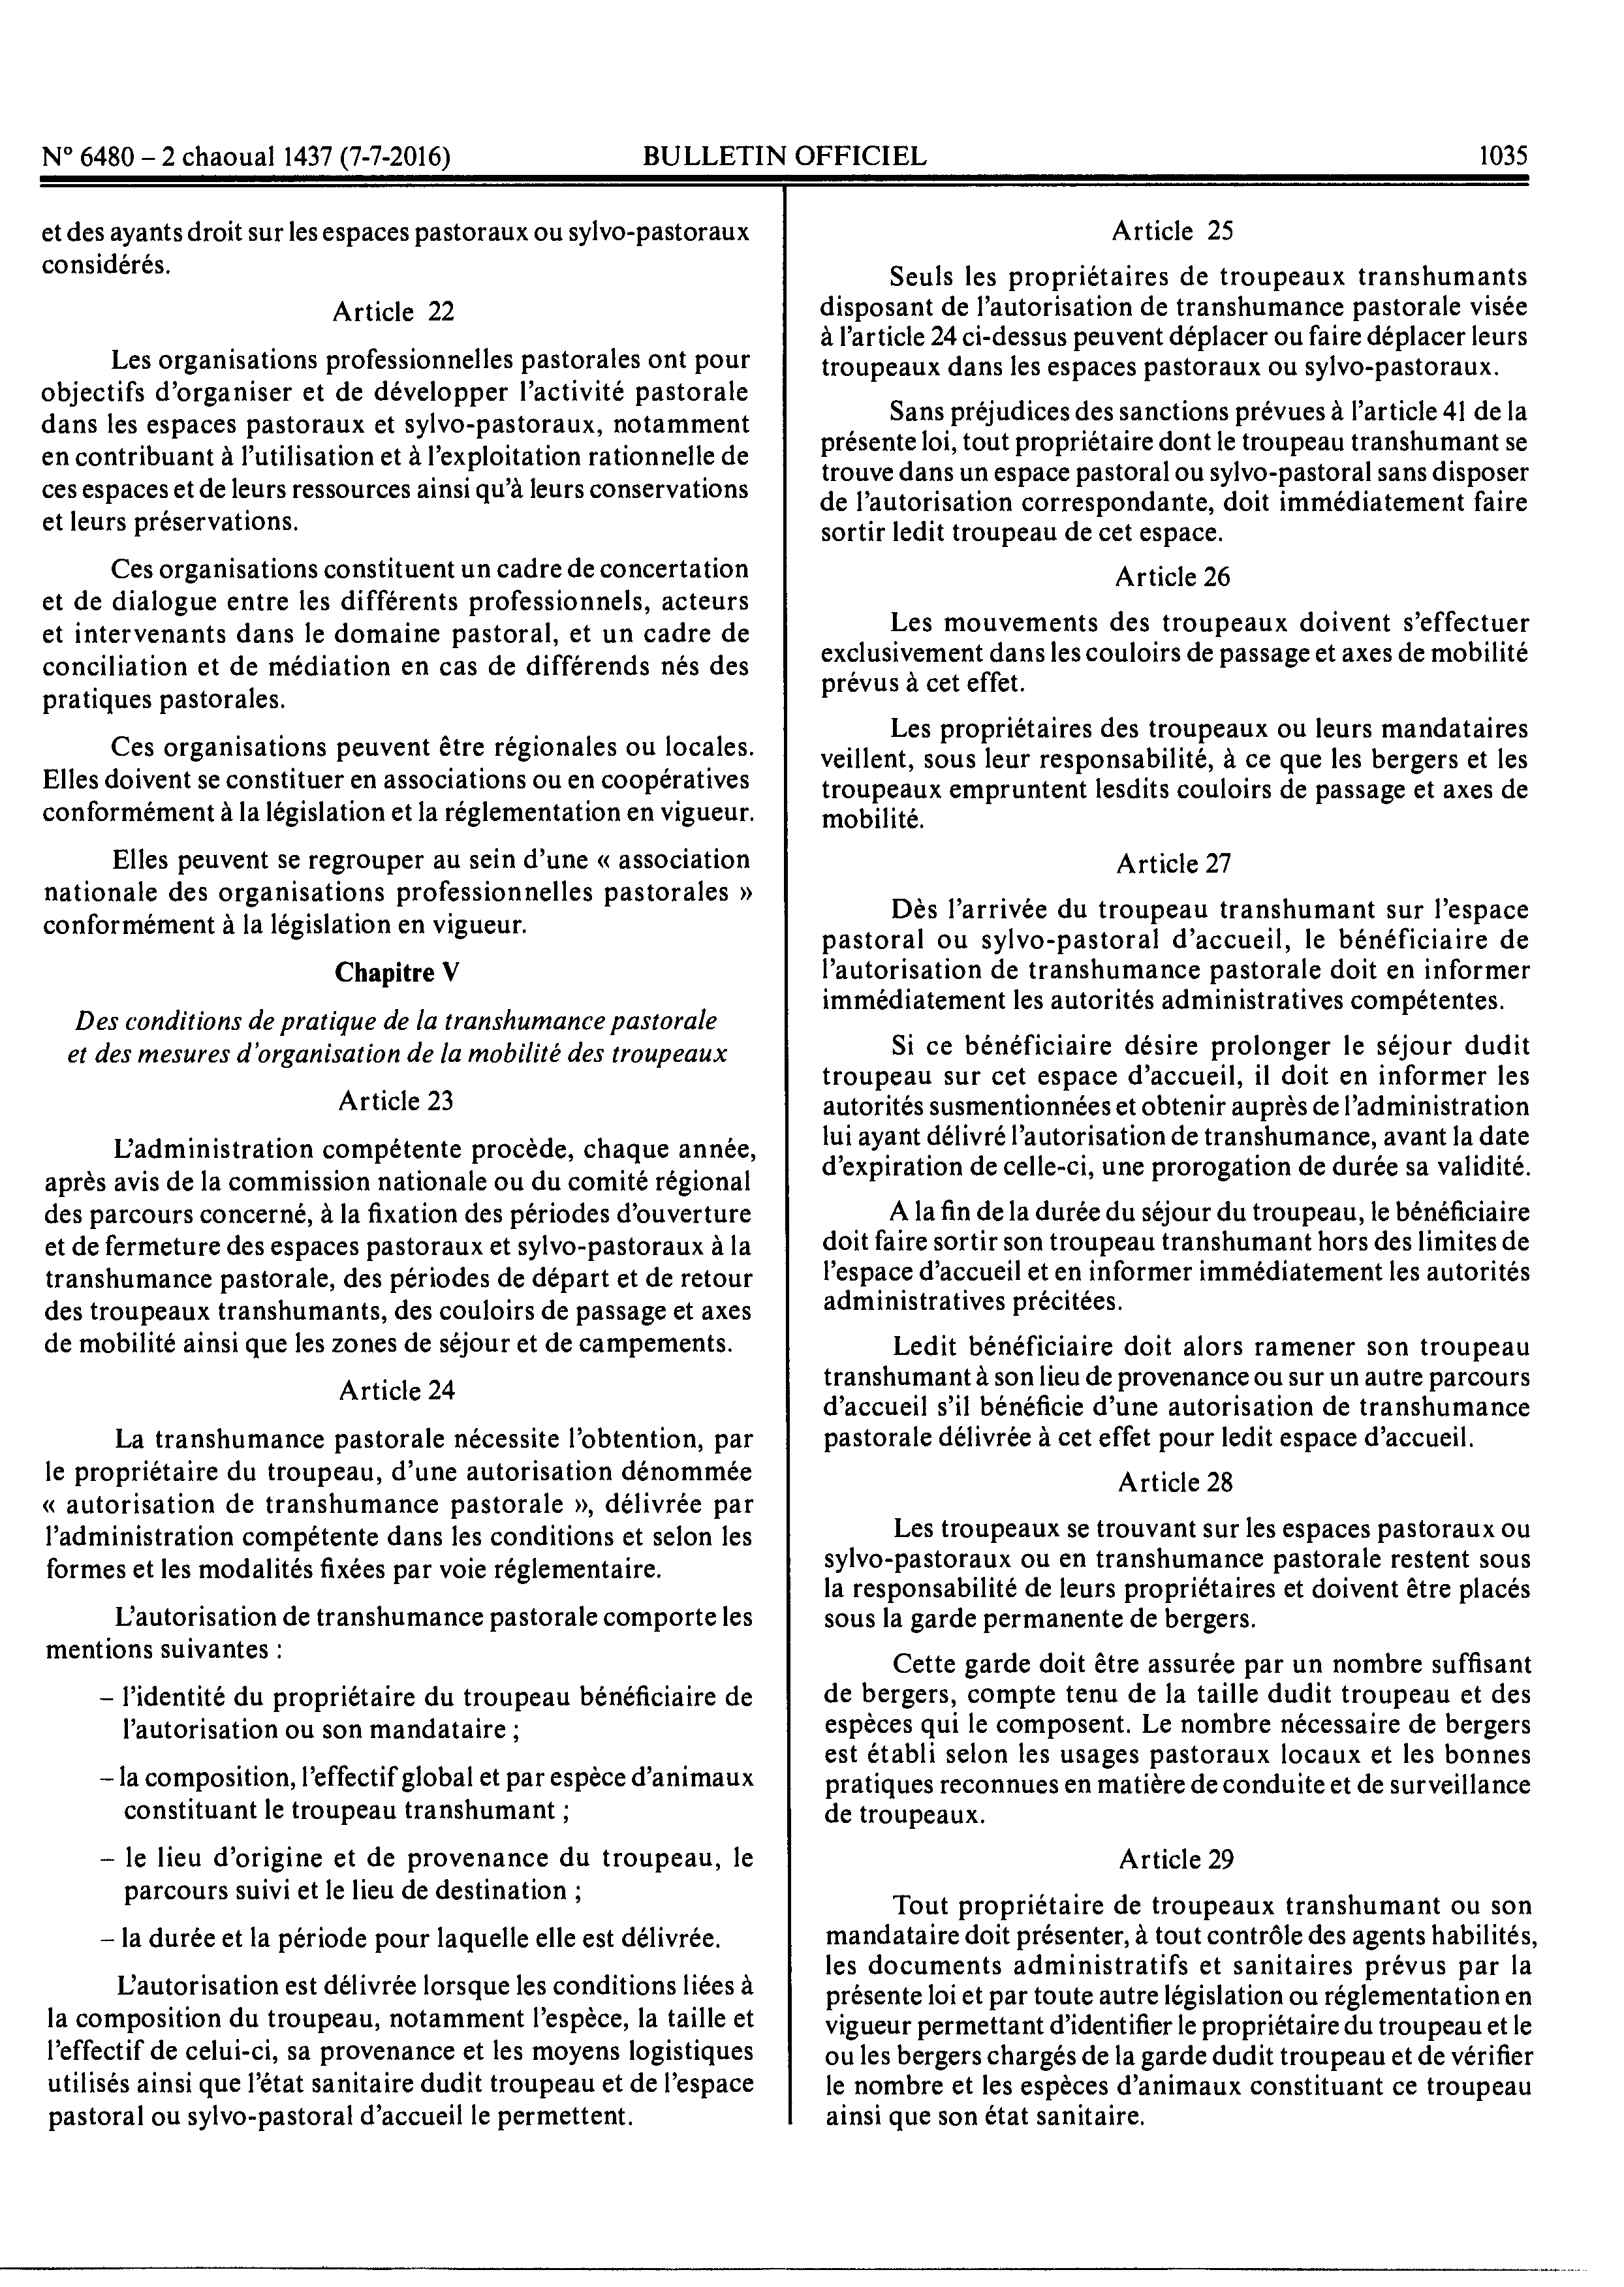 N° 6480 – 2 chaoual 1437 (7-7-2016)
BULLETIN OFFICIEL
1035
et des ayants droit sur les espaces pastoraux ou sylvo-pastoraux
considérés.
Article 22
Les organisations professionnelles pastorales ont pour
objectifs d'organiser et de développer l'activité pastorale
dans les espaces pastoraux et sylvo-pastoraux, notamment
en contribuant à l'utilisation et à l'exploitation rationnelle de
ces espaces et de leurs ressources ainsi qu'à leurs conservations
et leurs préservations.
Ces organisations constituent un cadre de concertation
et de dialogue entre les différents professionnels, acteurs
et intervenants dans le domaine pastoral, et un cadre de
conciliation et de médiation en cas de différends nés des
pratiques pastorales.
Ces organisations peuvent être régionales ou locales.
Elles doivent se constituer en associations ou en coopératives
conformément à la législation et la réglementation en vigueur.
Elles peuvent se regrouper au sein d'une « association
nationale des organisations professionnelles pastorales »
conformément à la législation en vigueur.
Chapitre V
Des conditions de pratique de la transhumance pastorale
et des mesures d'organisation de la mobilité des troupeaux
Article 23
L'administration compétente procède, chaque année,
après avis de la commission nationale ou du comité régional
des parcours concerné, à la fixation des périodes d'ouverture
et de fermeture des espaces pastoraux et sylvo-pastoraux à la
transhumance pastorale, des périodes de départ et de retour
des troupeaux transhumants, des couloirs de passage et axes
de mobilité ainsi que les zones de séjour et de campements.
Article 24
La transhumance pastorale nécessite l'obtention, par
le propriétaire du troupeau, d'une autorisation dénommée
« autorisation de transhumance pastorale », délivrée par
l'administration compétente dans les conditions et selon les
formes et les modalités fixées par voie réglementaire.
L'autorisation de transhumance pastorale comporte les
mentions suivantes :
– l'identité du propriétaire du troupeau bénéficiaire de
l'autorisation ou son mandataire ;
– la composition, l'effectif global et par espèce d'animaux
constituant le troupeau transhumant ;
– le lieu d'origine et de provenance du troupeau, le
parcours suivi et le lieu de destination ;
– la durée et la période pour laquelle elle est délivrée.
L'autorisation est délivrée lorsque les conditions liées à
la composition du troupeau, notamment l'espèce, la taille et
l'effectif de celui-ci, sa provenance et les moyens logistiques
utilisés ainsi que l'état sanitaire dudit troupeau et de l'espace
pastoral ou sylvo-pastoral d'accueil le permettent.
Article 25
Seuls les propriétaires de troupeaux transhumants
disposant de l'autorisation de transhumance pastorale visée
à l'article 24 ci-dessus peuvent déplacer ou faire déplacer leurs
troupeaux dans les espaces pastoraux ou sylvo-pastoraux.
Sans préjudices des sanctions prévues à l'article 41 de la
présente loi, tout propriétaire dont le troupeau transhumant se
trouve dans un espace pastoral ou sylvo-pastoral sans disposer
de l'autorisation correspondante, doit immédiatement faire
sortir ledit troupeau de cet espace.
Article 26
Les mouvements des troupeaux doivent s'effectuer
exclusivement dans les couloirs de passage et axes de mobilité
prévus à cet effet.
Les propriétaires des troupeaux ou leurs mandataires
veillent, sous leur responsabilité, à ce que les bergers et les
troupeaux empruntent lesdits couloirs de passage et axes de
mobilité.
Article 27
Dès l'arrivée du troupeau transhumant sur l'espace
pastoral ou sylvo-pastoral d'accueil, le bénéficiaire de
l'autorisation de transhumance pastorale doit en informer
immédiatement les autorités administratives compétentes.
Si ce bénéficiaire désire prolonger le séjour dudit
troupeau sur cet espace d'accueil, il doit en informer les
autorités susmentionnées et obtenir auprès de l'administration
lui ayant délivré l'autorisation de transhumance, avant la date
d'expiration de celle-ci, une prorogation de durée sa validité.
A la fin de la durée du séjour du troupeau, le bénéficiaire
doit faire sortir son troupeau transhumant hors des limites de
l'espace d'accueil et en informer immédiatement les autorités
administratives précitées.
Ledit bénéficiaire doit alors ramener son troupeau
transhumant à son lieu de provenance ou sur un autre parcours
d'accueil s'il bénéficie d'une autorisation de transhumance
pastorale délivrée à cet effet pour ledit espace d'accueil.
Article 28
Les troupeaux se trouvant sur les espaces pastoraux ou
sylvo-pastoraux ou en transhumance pastorale restent sous
la responsabilité de leurs propriétaires et doivent être placés
sous la garde permanente de bergers.
Cette garde doit être assurée par un nombre suffisant
de bergers, compte tenu de la taille dudit troupeau et des
espèces qui le composent. Le nombre nécessaire de bergers
est établi selon les usages pastoraux locaux et les bonnes
pratiques reconnues en matière de conduite et de surveillance
de troupeaux.
Article 29
Tout propriétaire de troupeaux transhumant ou son
mandataire doit présenter, à tout contrôle des agents habilités,
les documents administratifs et sanitaires prévus par la
présente loi et par toute autre législation ou réglementation en
vigueur permettant d'identifier le propriétaire du troupeau et le
ou les bergers chargés de la garde dudit troupeau et de vérifier
le nombre et les espèces d'animaux constituant ce troupeau
ainsi que son état sanitaire.